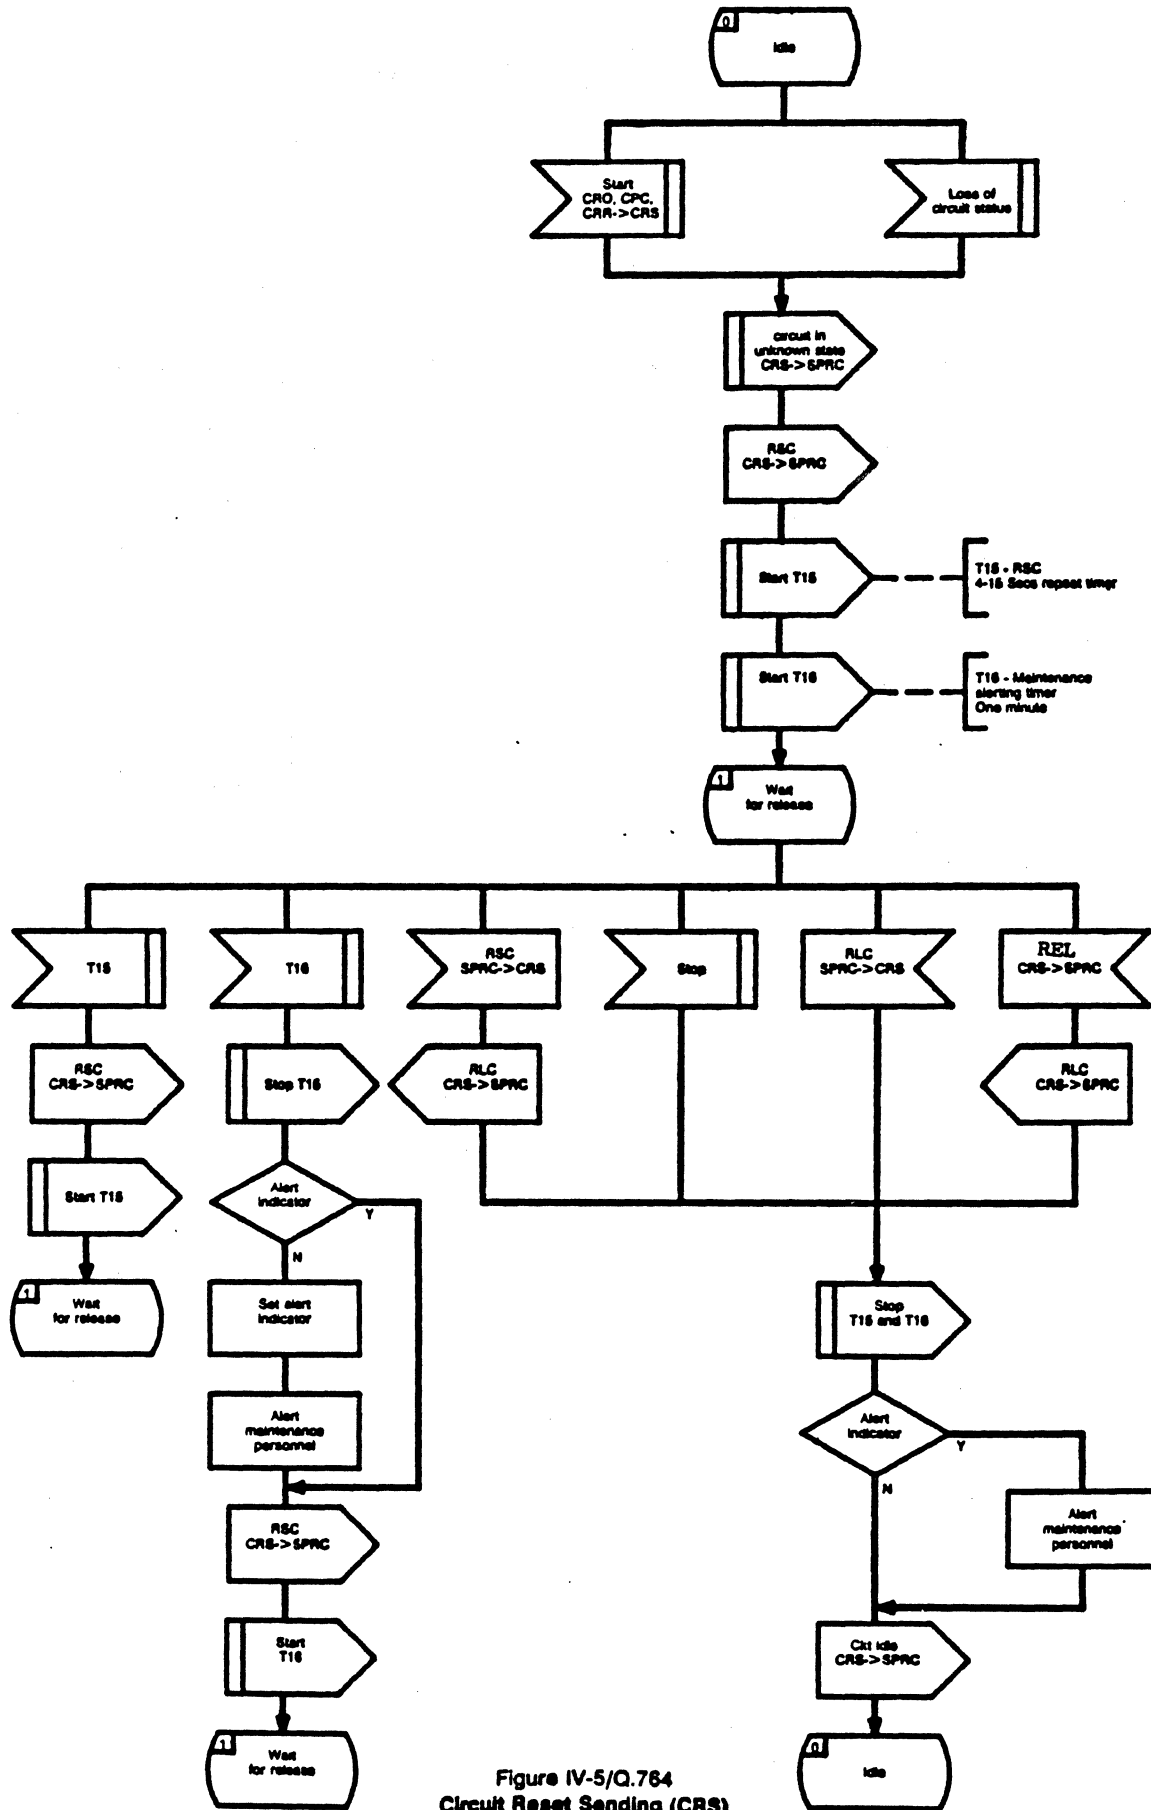 0
Idle
Start
CRO, CPC,
CRR->CRS
Loss of
circuit status
circuit in
unknown state
CRS->SPRC
RSC
CRS->SPRC
Start T15
T15 - RSC
4-15 Secs repeat timer
Start T16
T16 - Maintenance
alerting timer
One minute
1
Wait
for release
T15
T16
RSC
SPRC->CRS
Stop
RLC
SPRC->CRS
REL
CRS->SPRC
RSC
CRS->SPRC
Stop T15
RLC
CRS->SPRC
RLC
CRS->SPRC
Start T15
Alert
indicator
Y
N
1
Wait
for release
Set alert
indicator
Stop
T15 and T16
Alert
maintenance
personnel
Alert
indicator
Y
N
RSC
CRS->SPRC
Alert
maintenance
personnel
Start
T16
Ckt idle
CRS->SPRC
1
Wait
for release
0
Idle
Figure IV-5/Q.764
Circuit Reset Sending (CRS)